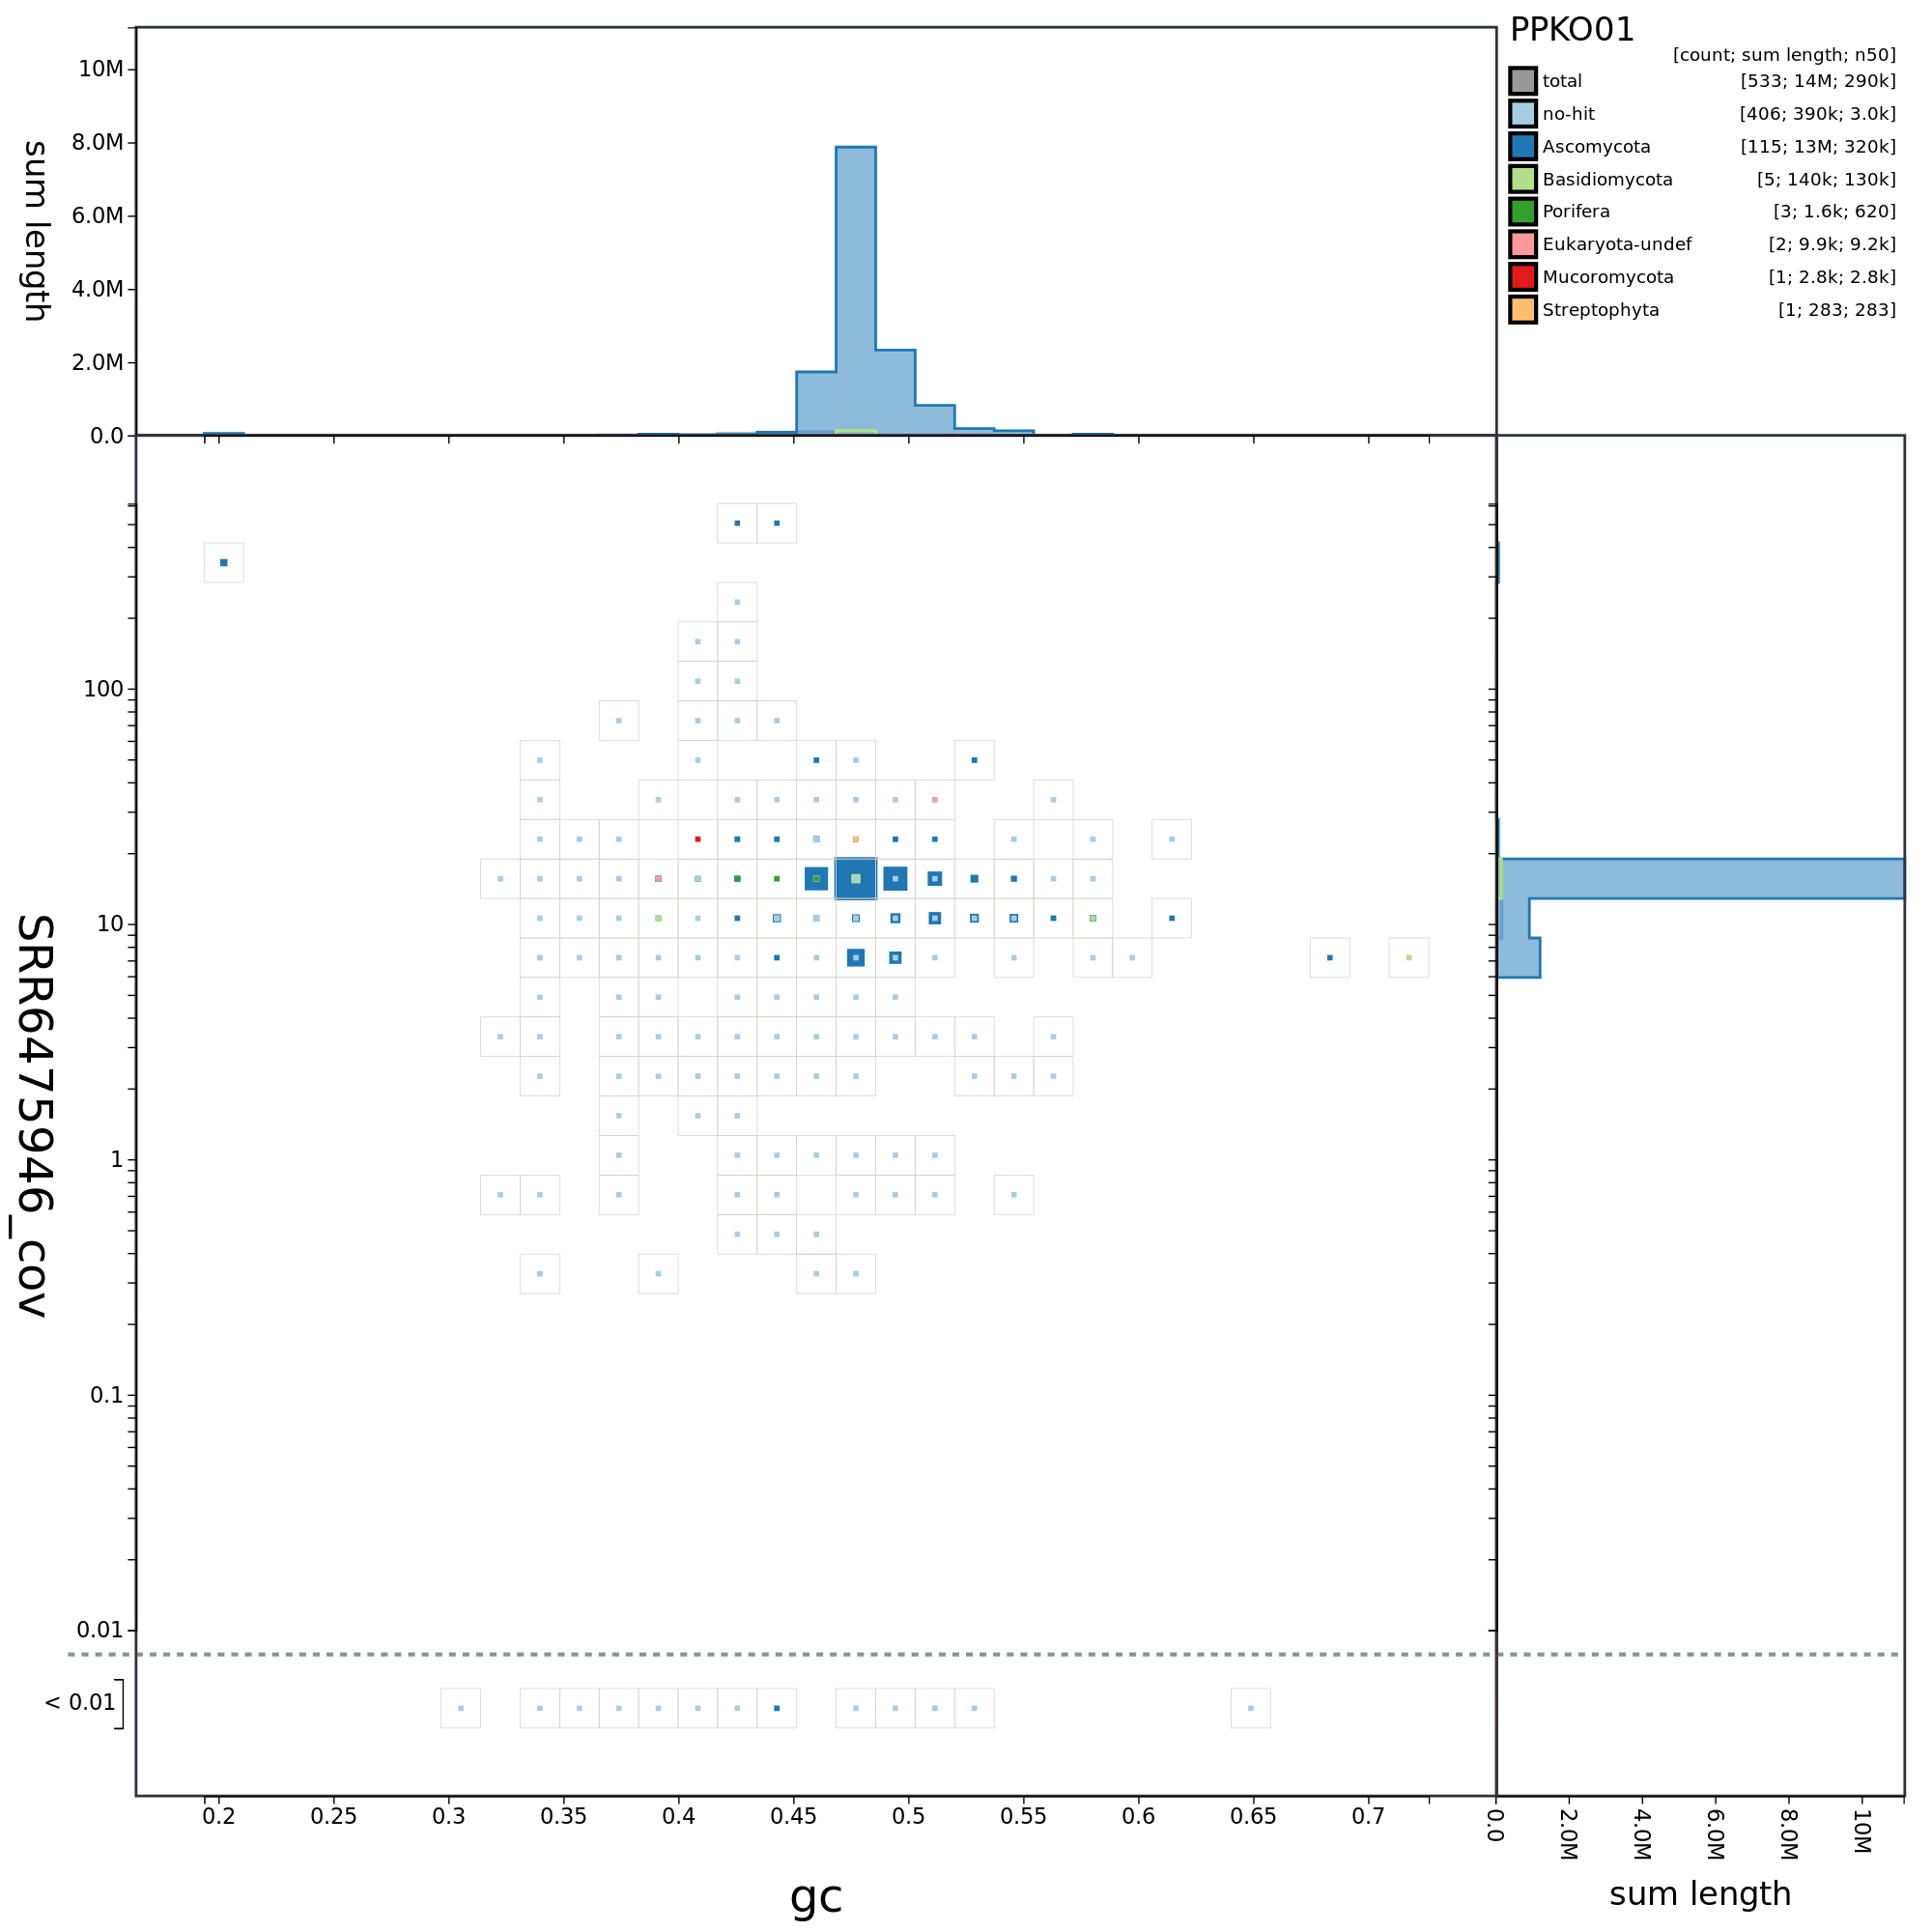 PPKO01
[count; sum length; n50]
total [533; 14M; 290k]
no-hit [406; 390k; 3.0k]
Ascomycota [115; 13M; 320k]
Basidiomycota [5; 140k; 130k]
Porifera [3; 1.6k; 620]
Eukaryota-undef [2; 9.9k; 9.2k]
Mucoromycota [1; 2.8k; 2.8k]
Streptophyta [1; 283; 283]
sum length
10M
8.0M
6.0M
4.0M
2.0M
0.0
SRR6475946_cov
100
10
1
0.1
0.01
< 0.01
0.2 0.25 0.3 0.35 0.4 0.45 0.5 0.55 0.6 0.65 0.7
gc
0.0 2.0M 4.0M 6.0M 8.0M 10M
sum length